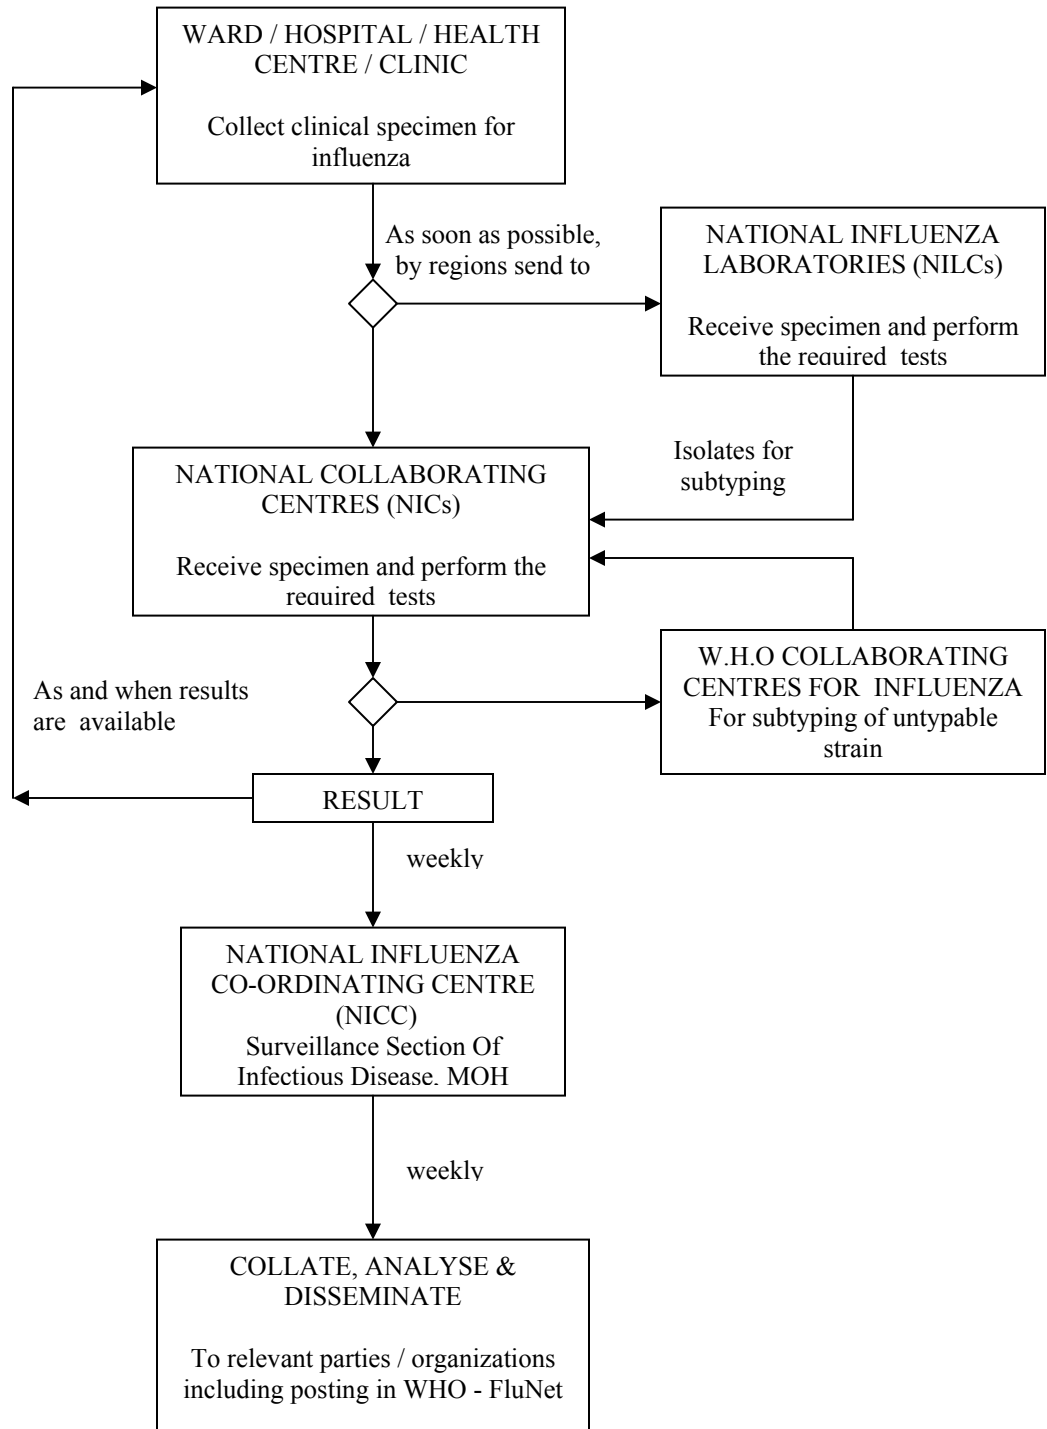 WARD / HOSPITAL / HEALTH
CENTRE / CLINIC
Collect clinical specimen for
influenza
As soon as possible,
by regions send to
NATIONAL INFLUENZA
LABORATORIES (NILCs)
Receive specimen and perform
the required tests
Isolates for
subtyping
NATIONAL COLLABORATING
CENTRES (NICs)
Receive specimen and perform the
required tests
W.H.O COLLABORATING
CENTRES FOR INFLUENZA
For subtyping of untypable
strain
As and when results
are available
RESULT
weekly
NATIONAL INFLUENZA
CO-ORDINATING CENTRE
(NICC)
Surveillance Section Of
Infectious Disease, MOH
weekly
COLLATE, ANALYSE &
DISSEMINATE
To relevant parties / organizations
including posting in WHO - FluNet